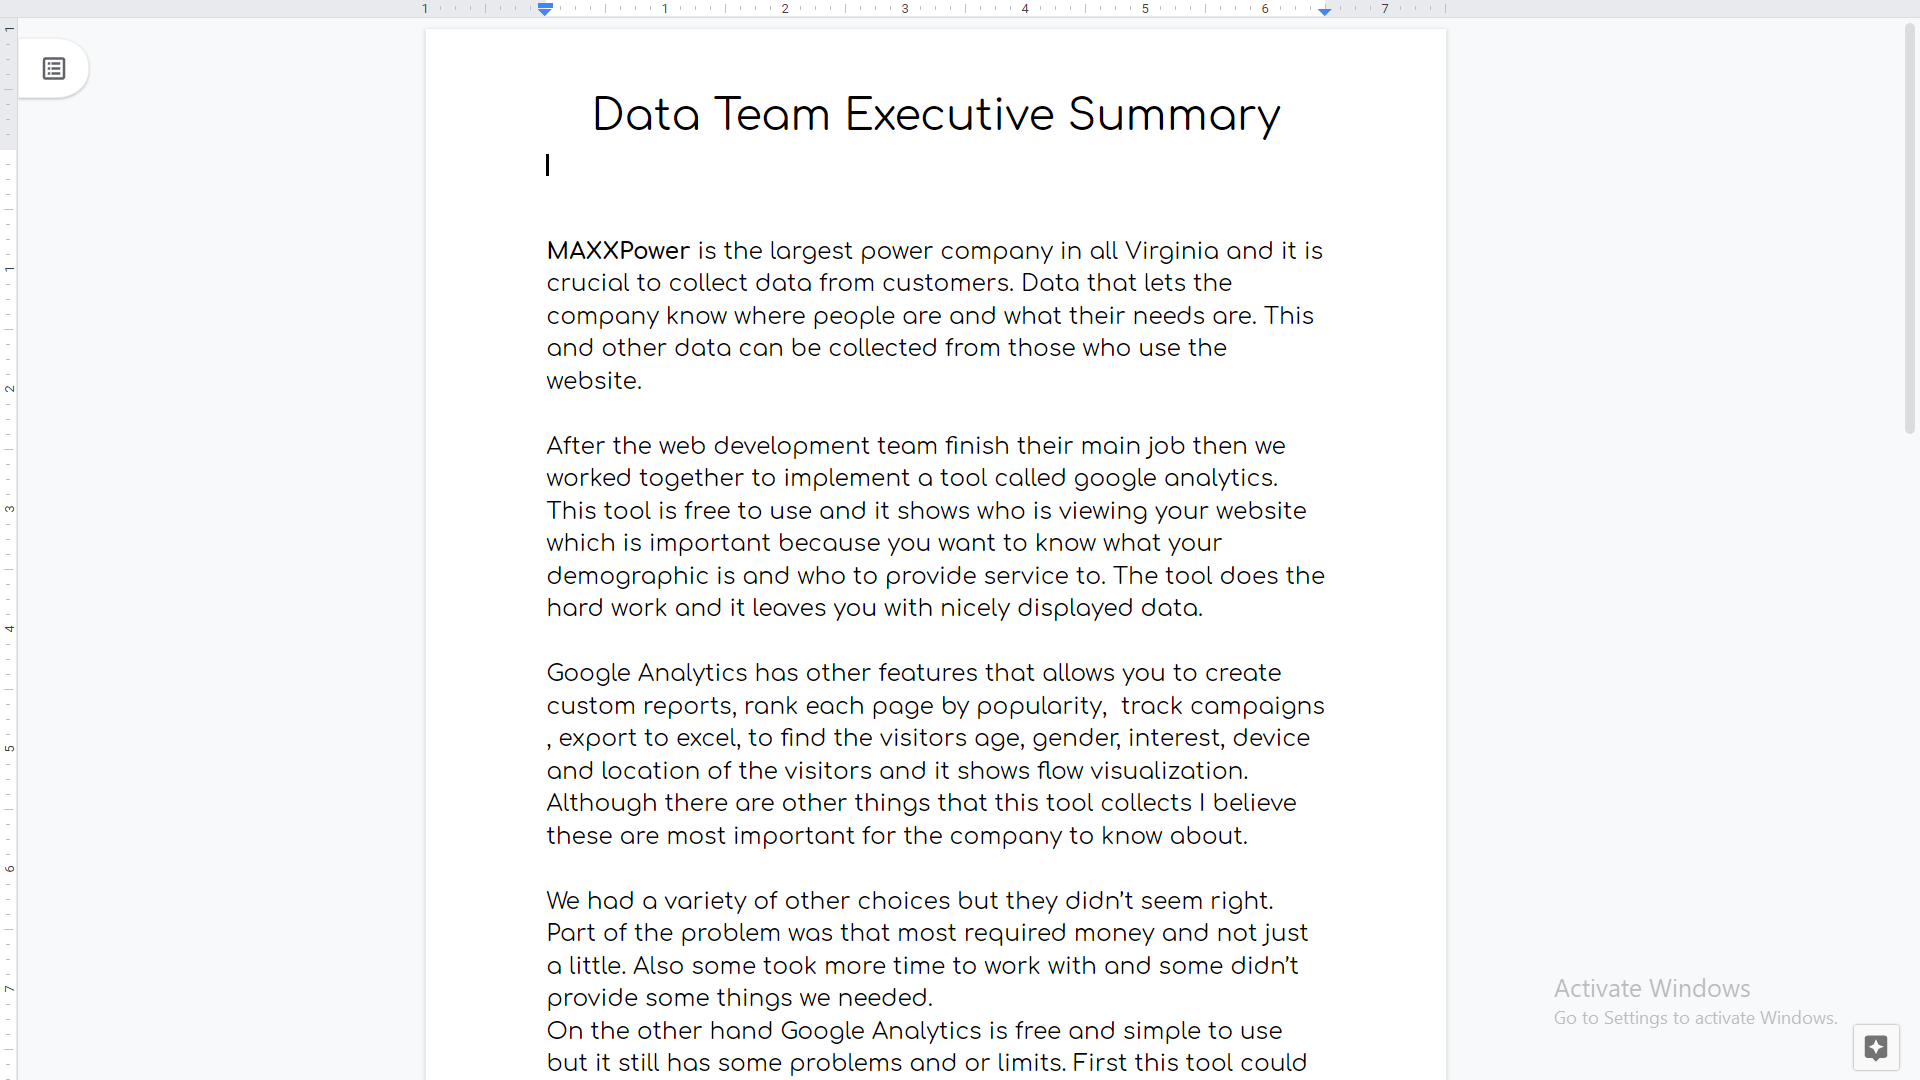 1 1 2 3 4 5 6 7
Data Team Executive Summary
MAXXPower is the largest power company in all Virginia and it is
crucial to collect data from customers. Data that lets the
company know where people are and what their needs are. This
and other data can be collected from those who use the
website.
After the web development team finish their main job then we
worked together to implement a tool called google analytics.
This tool is free to use and it shows who is viewing your website
which is important because you want to know what your
demographic is and who to provide service to. The tool does the
hard work and it leaves you with nicely displayed data.
Google Analytics has other features that allows you to create
custom reports, rank each page by popularity,  track campaigns
, export to excel, to find the visitors age, gender, interest, device
and location of the visitors and it shows flow visualization.
Although there are other things that this tool collects I believe
these are most important for the company to know about.
We had a variety of other choices but they didn’t seem right.
Part of the problem was that most required money and not just
a little. Also some took more time to work with and some didn’t
provide some things we needed.
On the other hand Google Analytics is free and simple to use
but it still has some problems and or limits. First this tool could
1
1
2
3
4
5
6
7
Activate Windows
Go to Settings to activate Windows.